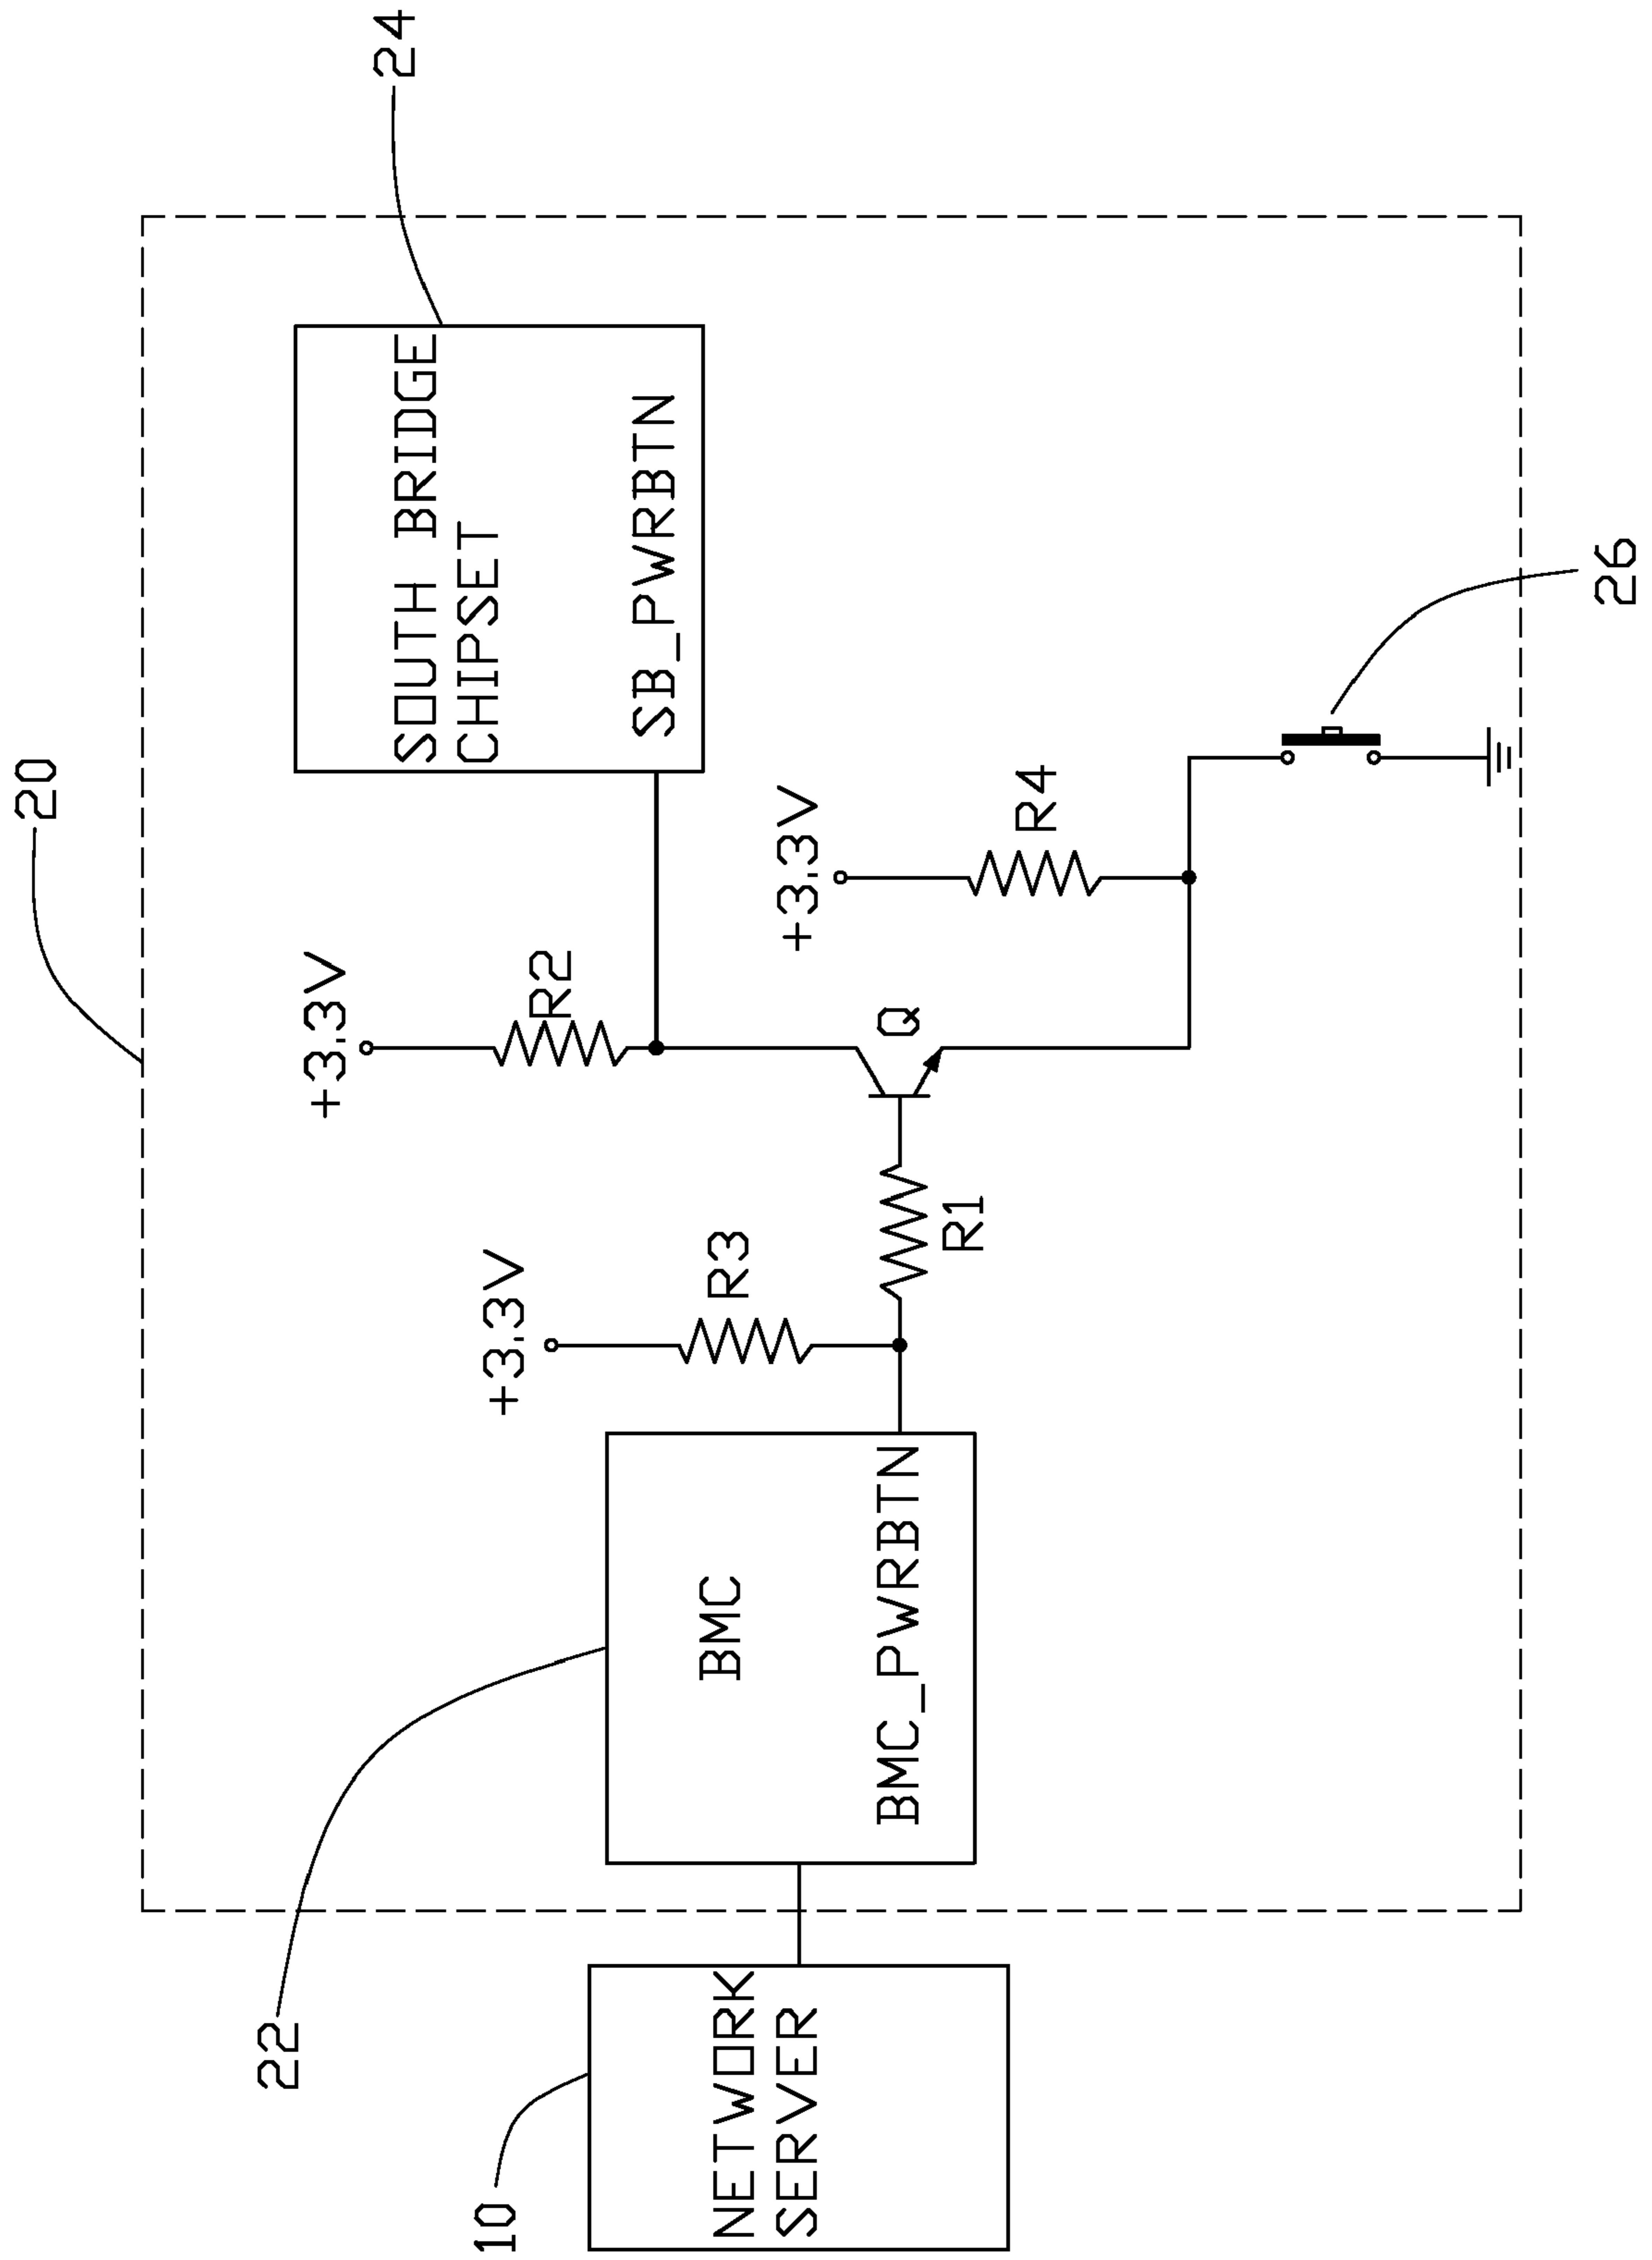 20
24
+3.3V
SOUTH BRIDGE
CHIPSET
R2
SB_PWRBTN
22
+3.3V
R3
+3.3V
BMC
Q
R4
10
NETWORK
SERVER
BMC_PWRBTN
R1
26